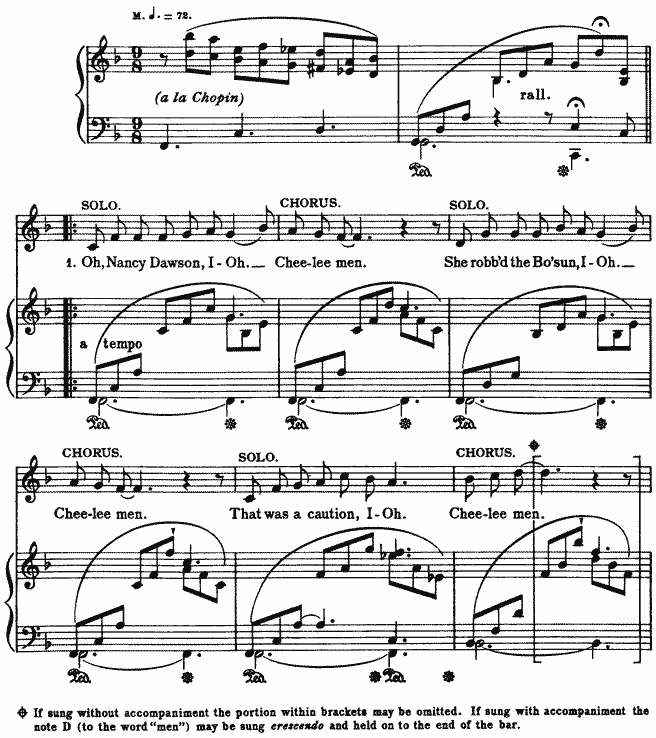 M. ♩. = 72.
(a la Chopin)
rall.
Ped.
SOLO. CHORUS. SOLO.
1. Oh, Nancy Dawson, I - Oh. Chee-lee men. She robb'd the Bo'sun, I - Oh.
a tempo
Ped. Ped. Ped.
CHORUS. SOLO. CHORUS.
Chee-lee men. That was a caution, I - Oh. Chee-lee men.
Ped. Ped. Ped.
If sung without accompaniment the portion within brackets may be omitted. If sung with accompaniment the
note D (to the word "men") may be sung crescendo and held on to the end of the bar.